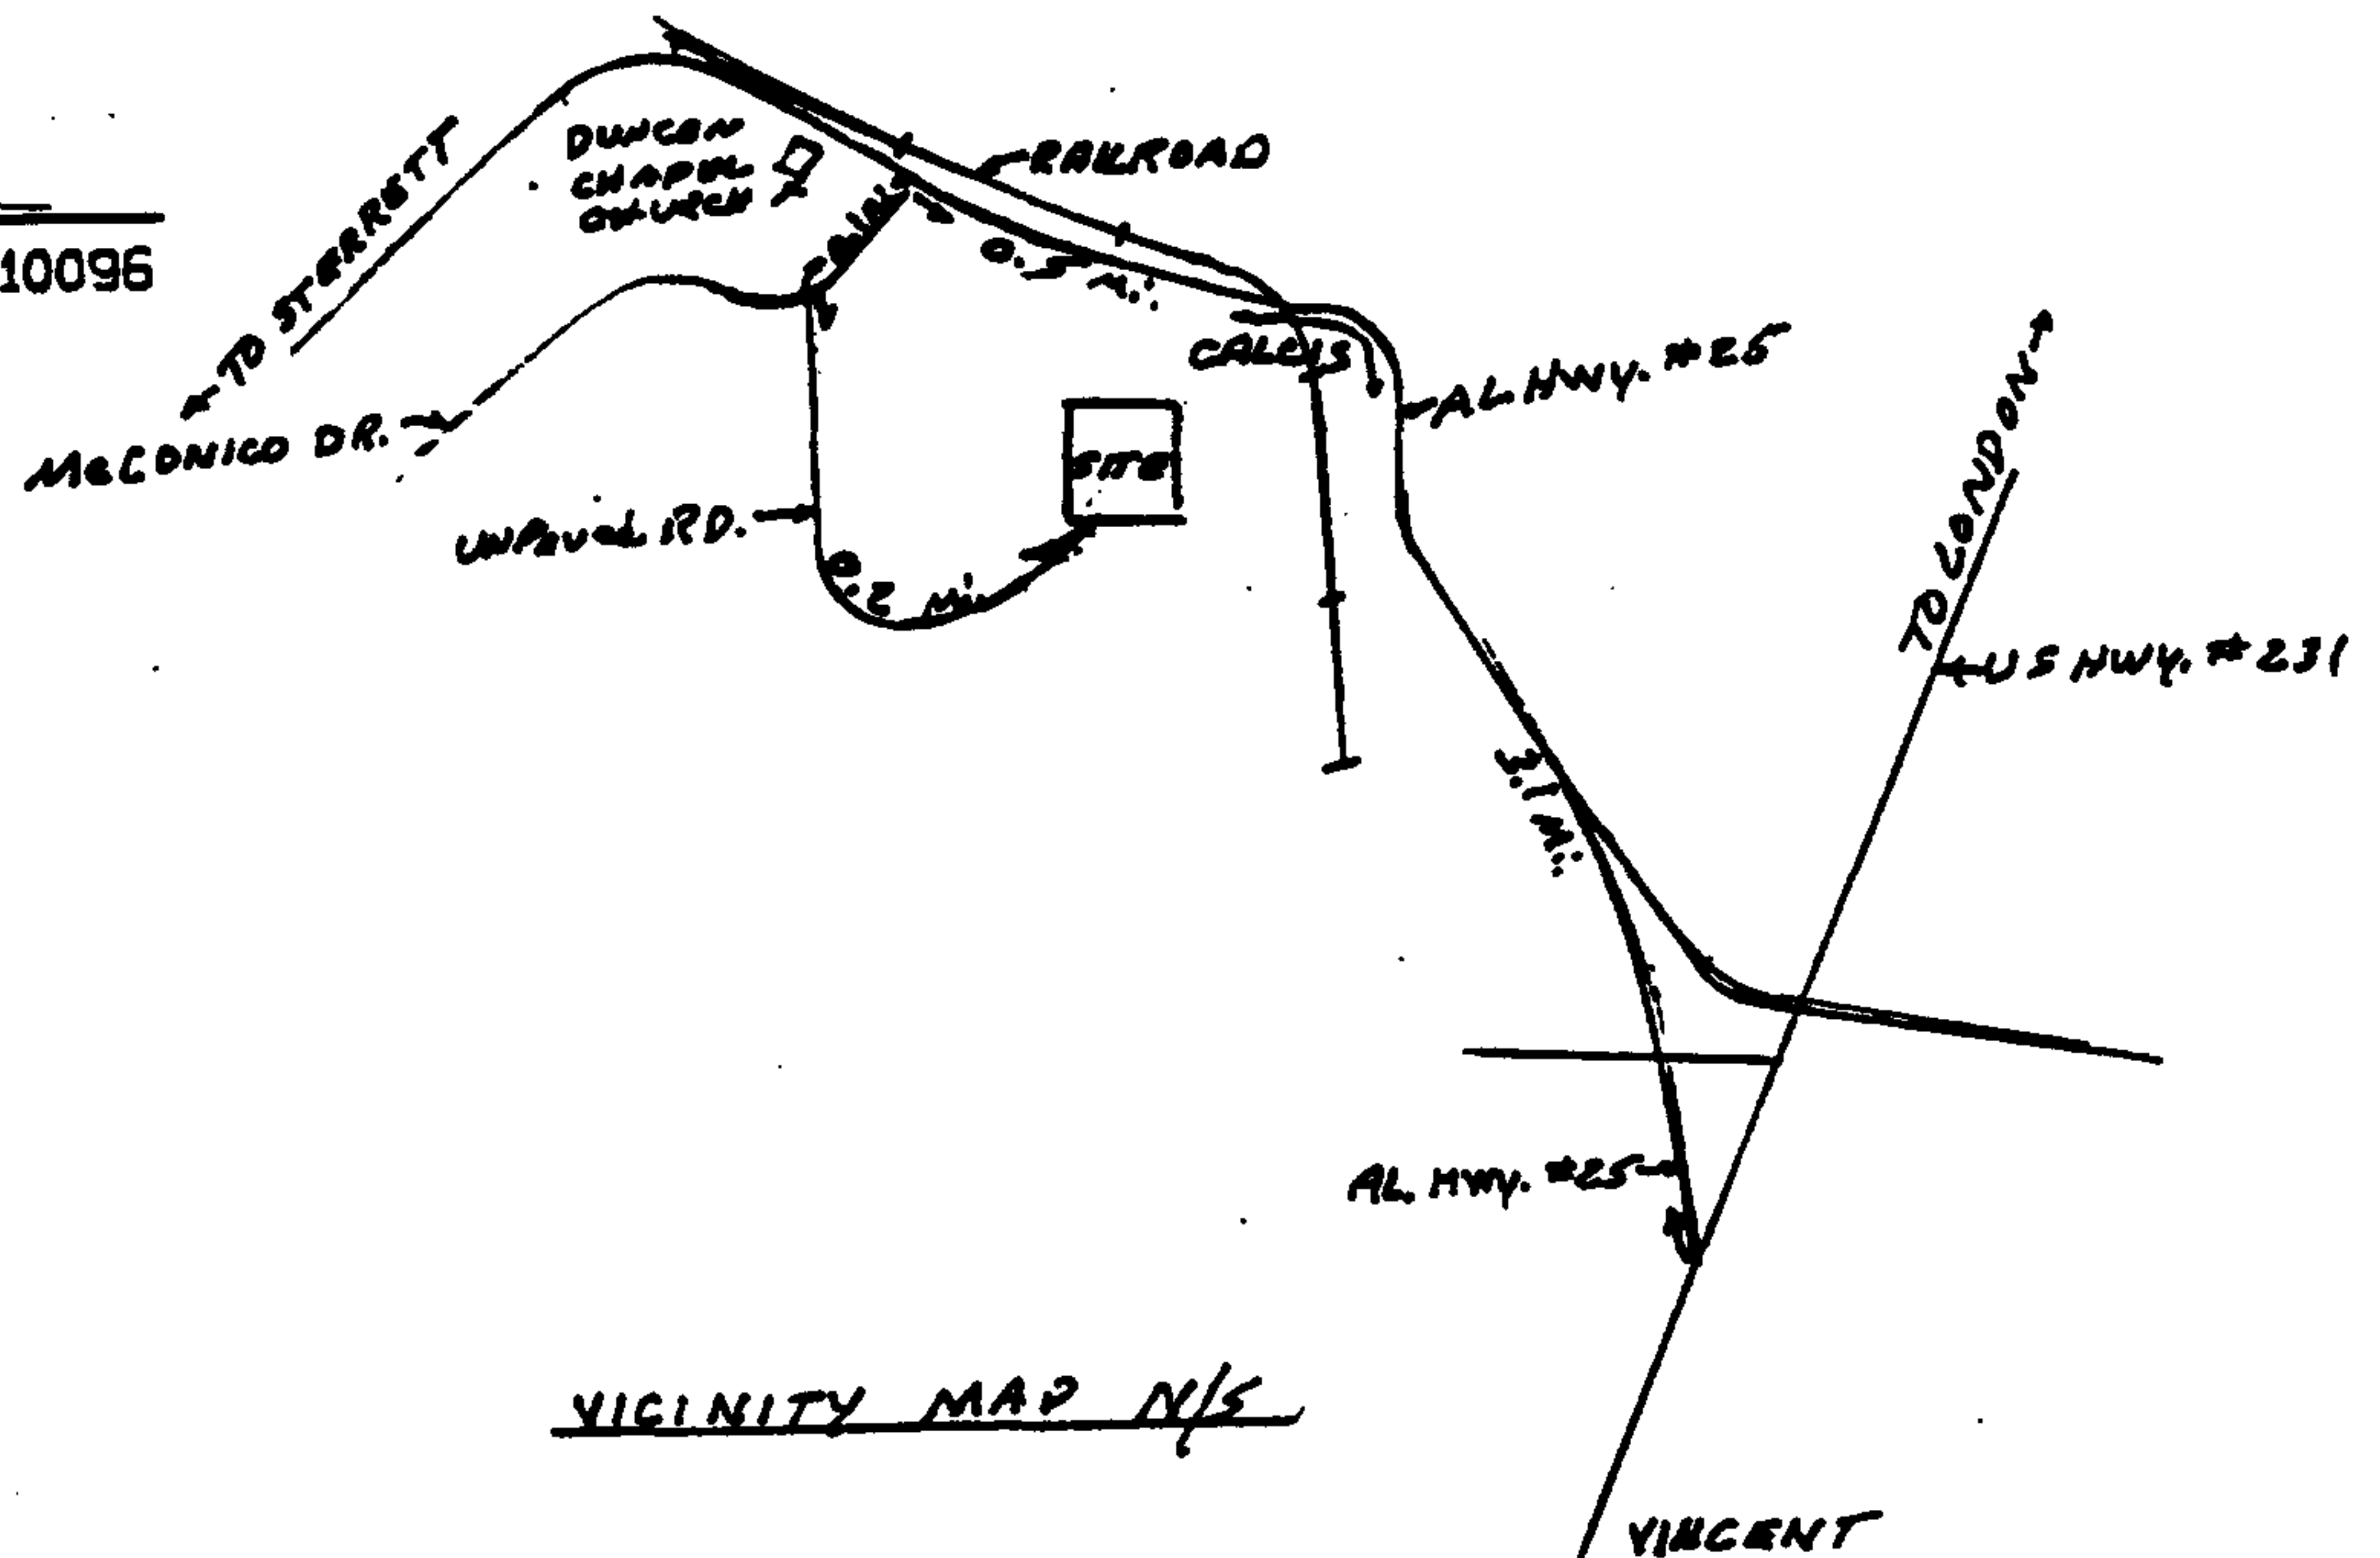 10096
TO STERRETT
DUNCAN
CHAPEL
CHURCH
RAILROAD
0.5 mi.
CALCIS
AL. HWY. #25
McCONICO DR.
SITE
UNPAVED RD.
0.2 mi
TO CONDON
US HWY. #231
3.1 Mi.
AL. HWY. #25
VICINITY MAP N/S
VINCENT